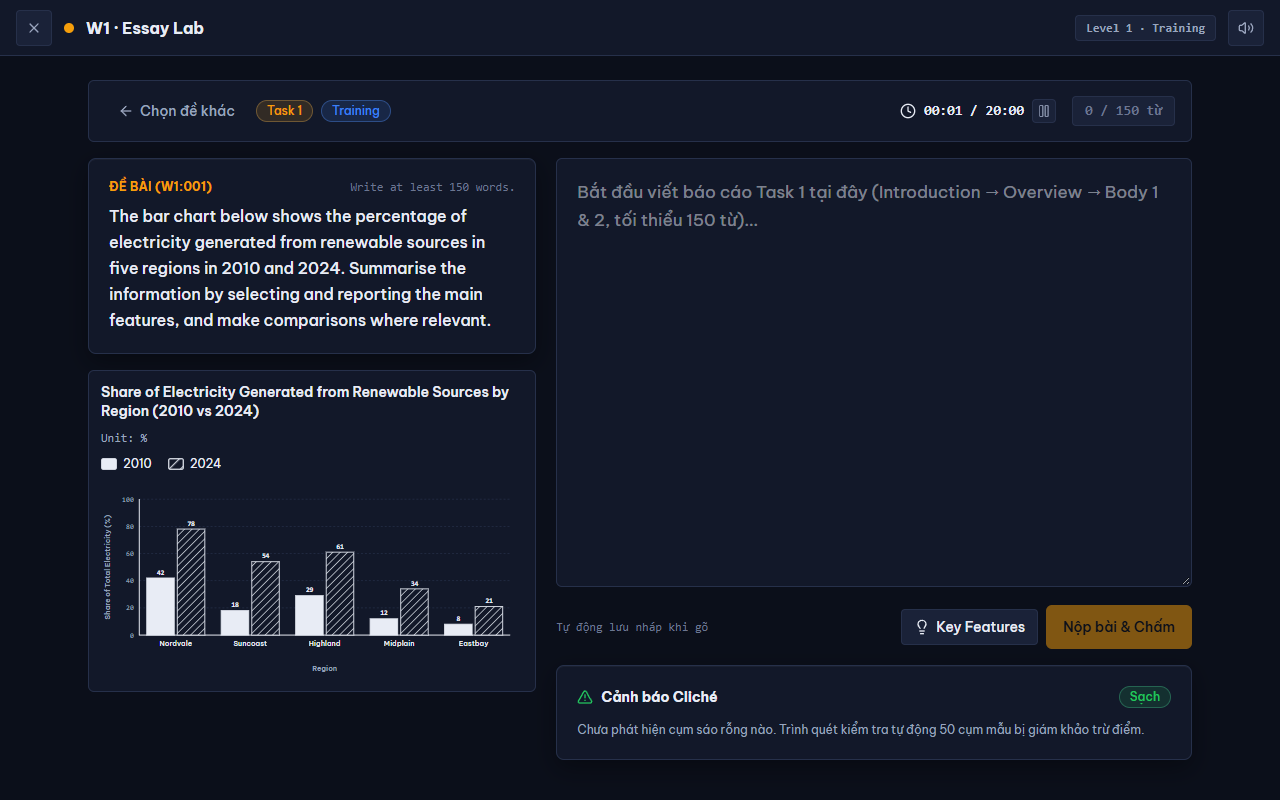 W1 · Essay Lab
Level 1 · Training
Chọn đề khác
Task 1
Training
00:01 / 20:00
0 / 150 từ
ĐỀ BÀI (W1:001)
Write at least 150 words.
The bar chart below shows the percentage of
electricity generated from renewable sources in
five regions in 2010 and 2024. Summarise the
information by selecting and reporting the main
features, and make comparisons where relevant.
Share of Electricity Generated from Renewable Sources by
Region (2010 vs 2024)
Unit: %
2010
2024
Share of Total Electricity (%)
100
80
60
40
20
0
42
78
18
54
29
61
12
34
8
21
Nordvale
Suncoast
Highland
Midplain
Eastbay
Region
Bắt đầu viết báo cáo Task 1 tại đây (Introduction → Overview → Body 1
& 2, tối thiểu 150 từ)...
Tự động lưu nháp khi gõ
Key Features
Nộp bài & Chấm
Cảnh báo Cliché
Sạch
Chưa phát hiện cụm sáo rỗng nào. Trình quét kiểm tra tự động 50 cụm mẫu bị giám khảo trừ điểm.